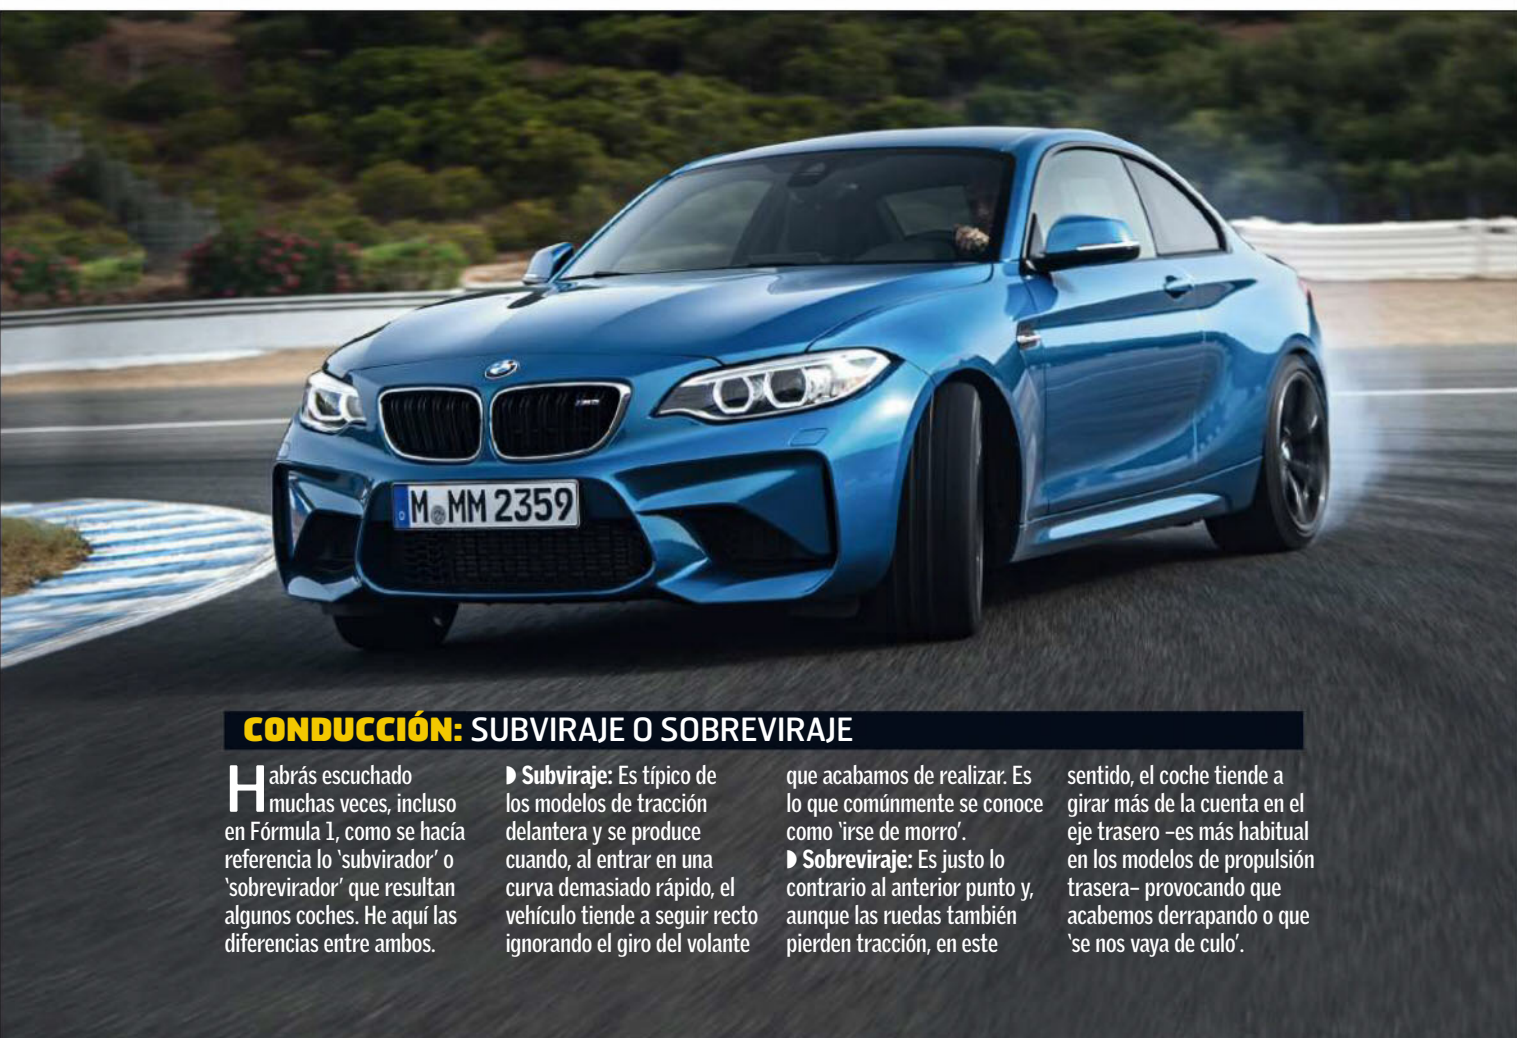 M MM 2359
CONDUCCIÓN: SUBVIRAJE O SOBREVIRAJE
Habrás escuchado
muchas veces, incluso
en Fórmula 1, como se hacía
referencia lo ‘subvirador’ o
‘sobrevirador’ que resultan
algunos coches. He aquí las
diferencias entre ambos.
◗ Subviraje: Es típico de
los modelos de tracción
delantera y se produce
cuando, al entrar en una
curva demasiado rápido, el
vehículo tiende a seguir recto
ignorando el giro del volante
que acabamos de realizar. Es
lo que comúnmente se conoce
como ‘irse de morro’.
◗ Sobreviraje: Es justo lo
contrario al anterior punto y,
aunque las ruedas también
pierden tracción, en este
sentido, el coche tiende a
girar más de la cuenta en el
eje trasero –es más habitual
en los modelos de propulsión
trasera– provocando que
acabemos derrapando o que
‘se nos vaya de culo’.